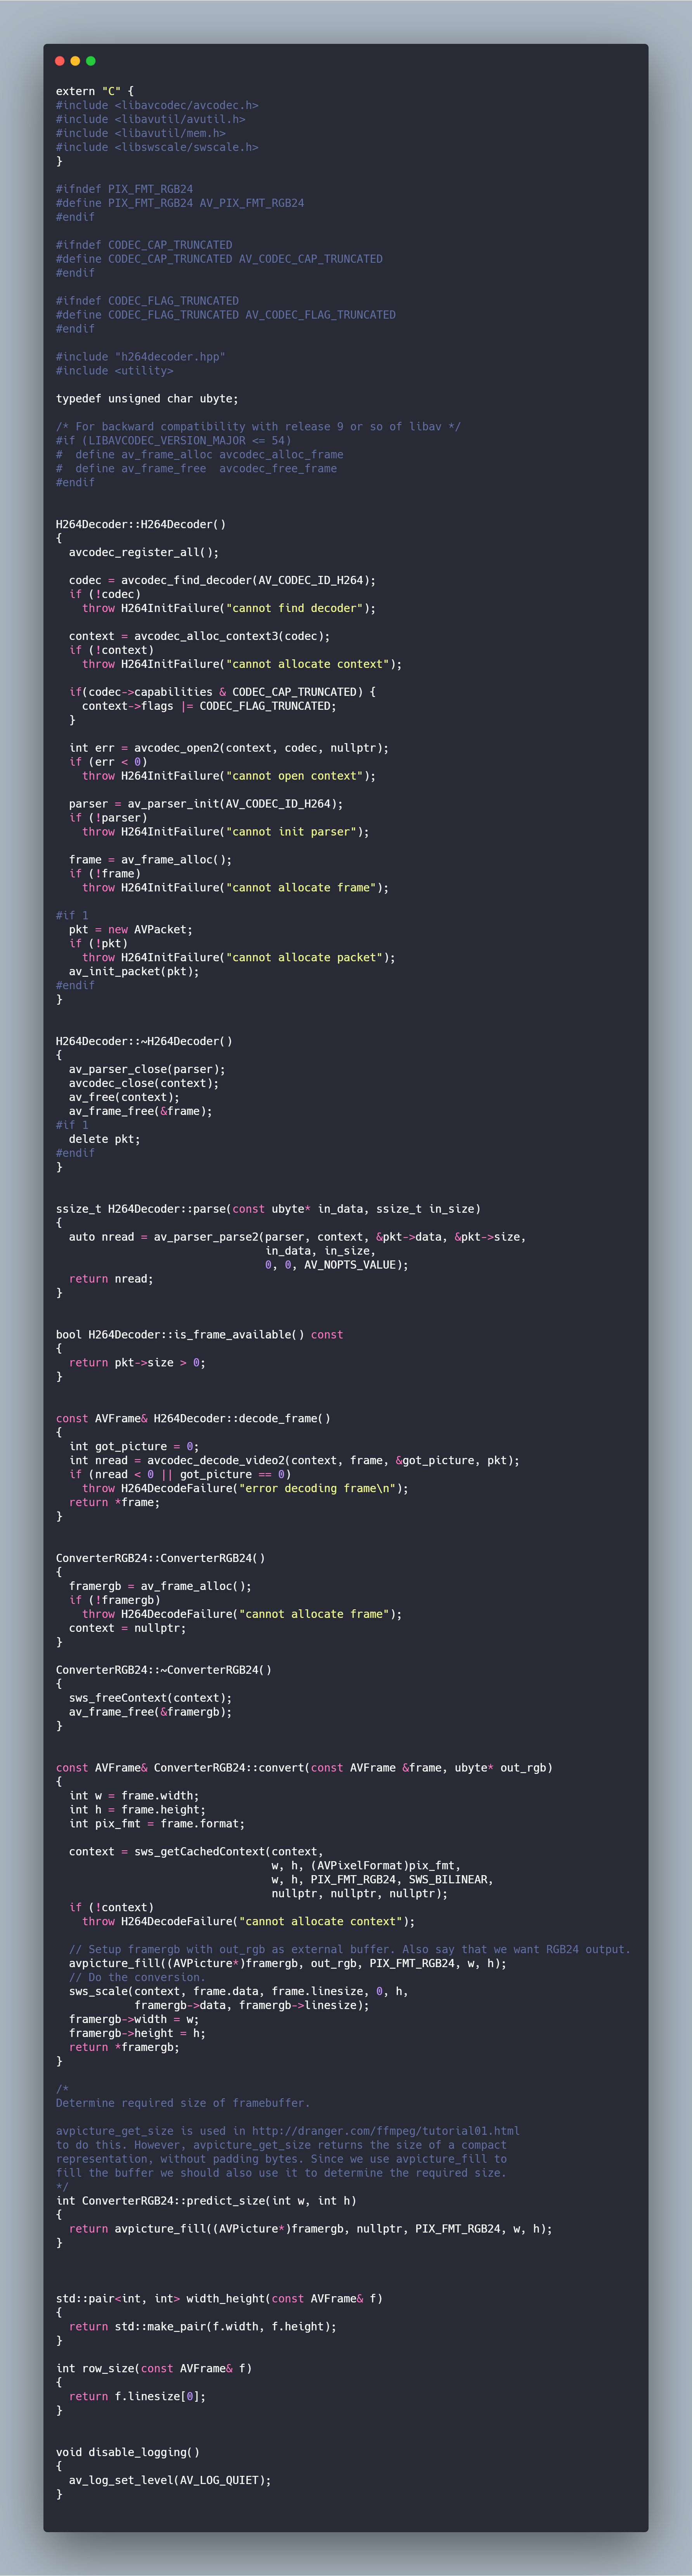 extern "C" {
#include <libavcodec/avcodec.h>
#include <libavutil/avutil.h>
#include <libavutil/mem.h>
#include <libswscale/swscale.h>
}

#ifndef PIX_FMT_RGB24
#define PIX_FMT_RGB24 AV_PIX_FMT_RGB24
#endif

#ifndef CODEC_CAP_TRUNCATED
#define CODEC_CAP_TRUNCATED AV_CODEC_CAP_TRUNCATED
#endif

#ifndef CODEC_FLAG_TRUNCATED
#define CODEC_FLAG_TRUNCATED AV_CODEC_FLAG_TRUNCATED
#endif

#include "h264decoder.hpp"
#include <utility>

typedef unsigned char ubyte;

/* For backward compatibility with release 9 or so of libav */
#if (LIBAVCODEC_VERSION_MAJOR <= 54)
#  define av_frame_alloc avcodec_alloc_frame
#  define av_frame_free  avcodec_free_frame
#endif


H264Decoder::H264Decoder()
{
  avcodec_register_all();

  codec = avcodec_find_decoder(AV_CODEC_ID_H264);
  if (!codec)
    throw H264InitFailure("cannot find decoder");

  context = avcodec_alloc_context3(codec);
  if (!context)
    throw H264InitFailure("cannot allocate context");

  if(codec->capabilities & CODEC_CAP_TRUNCATED) {
    context->flags |= CODEC_FLAG_TRUNCATED;
  }

  int err = avcodec_open2(context, codec, nullptr);
  if (err < 0)
    throw H264InitFailure("cannot open context");

  parser = av_parser_init(AV_CODEC_ID_H264);
  if (!parser)
    throw H264InitFailure("cannot init parser");

  frame = av_frame_alloc();
  if (!frame)
    throw H264InitFailure("cannot allocate frame");

#if 1
  pkt = new AVPacket;
  if (!pkt)
    throw H264InitFailure("cannot allocate packet");
  av_init_packet(pkt);
#endif
}


H264Decoder::~H264Decoder()
{
  av_parser_close(parser);
  avcodec_close(context);
  av_free(context);
  av_frame_free(&frame);
#if 1
  delete pkt;
#endif
}


ssize_t H264Decoder::parse(const ubyte* in_data, ssize_t in_size)
{
  auto nread = av_parser_parse2(parser, context, &pkt->data, &pkt->size,
                                in_data, in_size,
                                0, 0, AV_NOPTS_VALUE);
  return nread;
}


bool H264Decoder::is_frame_available() const
{
  return pkt->size > 0;
}


const AVFrame& H264Decoder::decode_frame()
{
  int got_picture = 0;
  int nread = avcodec_decode_video2(context, frame, &got_picture, pkt);
  if (nread < 0 || got_picture == 0)
    throw H264DecodeFailure("error decoding frame\n");
  return *frame;
}


ConverterRGB24::ConverterRGB24()
{
  framergb = av_frame_alloc();
  if (!framergb)
    throw H264DecodeFailure("cannot allocate frame");
  context = nullptr;
}

ConverterRGB24::~ConverterRGB24()
{
  sws_freeContext(context);
  av_frame_free(&framergb);
}


const AVFrame& ConverterRGB24::convert(const AVFrame &frame, ubyte* out_rgb)
{
  int w = frame.width;
  int h = frame.height;
  int pix_fmt = frame.format;

  context = sws_getCachedContext(context,
                                 w, h, (AVPixelFormat)pix_fmt,
                                 w, h, PIX_FMT_RGB24, SWS_BILINEAR,
                                 nullptr, nullptr, nullptr);
  if (!context)
    throw H264DecodeFailure("cannot allocate context");

  // Setup framergb with out_rgb as external buffer. Also say that we want RGB24 output.
  avpicture_fill((AVPicture*)framergb, out_rgb, PIX_FMT_RGB24, w, h);
  // Do the conversion.
  sws_scale(context, frame.data, frame.linesize, 0, h,
            framergb->data, framergb->linesize);
  framergb->width = w;
  framergb->height = h;
  return *framergb;
}

/*
Determine required size of framebuffer.

avpicture_get_size is used in http://dranger.com/ffmpeg/tutorial01.html
to do this. However, avpicture_get_size returns the size of a compact
representation, without padding bytes. Since we use avpicture_fill to
fill the buffer we should also use it to determine the required size.
*/
int ConverterRGB24::predict_size(int w, int h)
{
  return avpicture_fill((AVPicture*)framergb, nullptr, PIX_FMT_RGB24, w, h);
}



std::pair<int, int> width_height(const AVFrame& f)
{
  return std::make_pair(f.width, f.height);
}

int row_size(const AVFrame& f)
{
  return f.linesize[0];
}


void disable_logging()
{
  av_log_set_level(AV_LOG_QUIET);
}